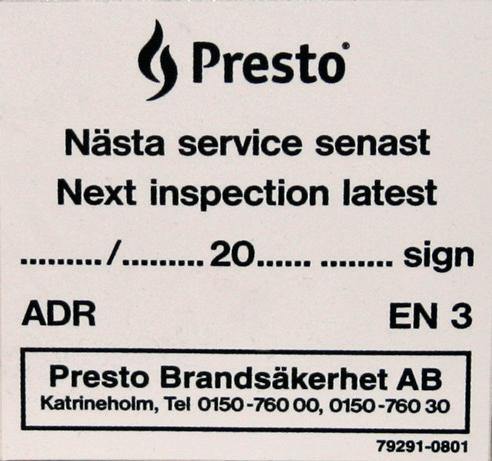 Presto®
Nästa service senast
Next inspection latest
........./......... 20...... ........ sign
ADR EN 3
Presto Brandsäkerhet AB
Katrineholm, Tel 0150-760 00, 0150-760 30
79291-0801